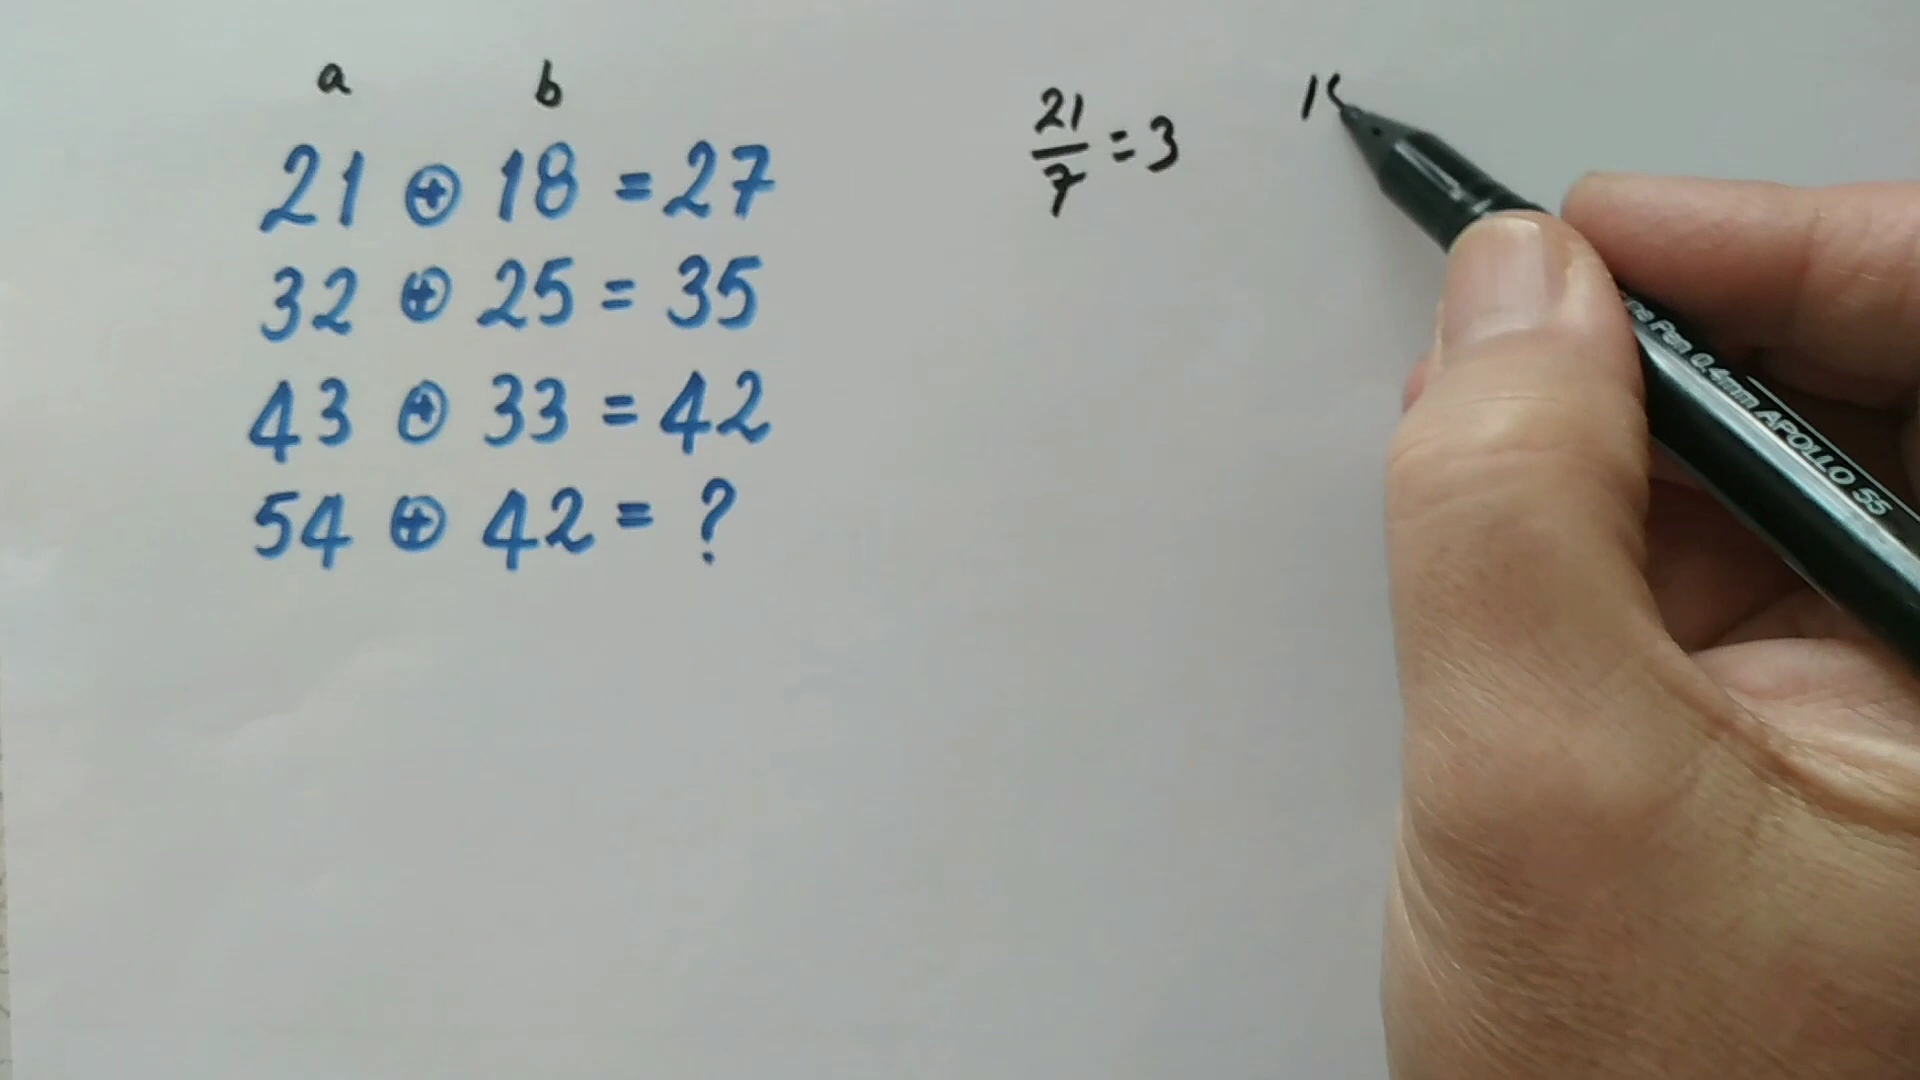 a b
21 ⊕ 18 = 27
32 ⊕ 25 = 35
43 ⊕ 33 = 42
54 ⊕ 42 = ?
21/7 = 3
Pen 0.4mm APOLLO 55